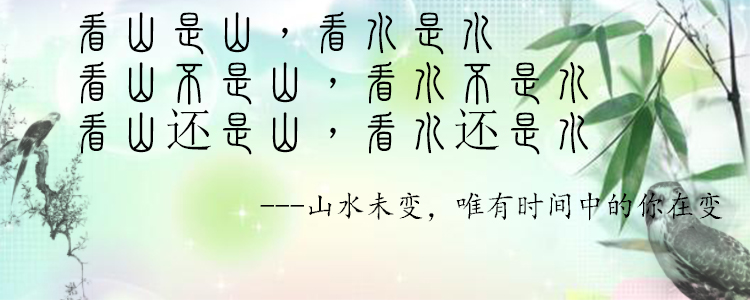 看山是山，看水是水
看山不是山，看水不是水
看山还是山，看水还是水
---山水未变，唯有时间中的你在变